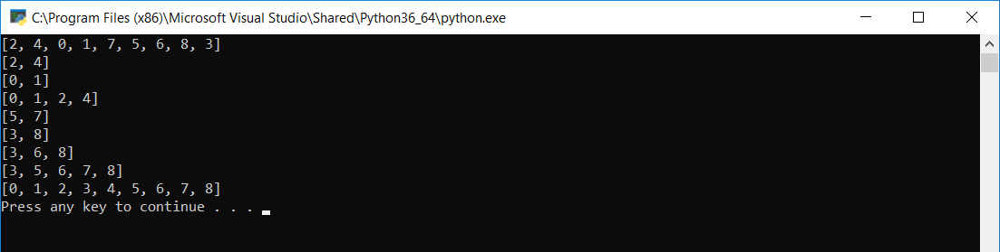 C:\Program Files (x86)\Microsoft Visual Studio\Shared\Python36_64\python.exe
[2, 4, 0, 1, 7, 5, 6, 8, 3]
[2, 4]
[0, 1]
[0, 1, 2, 4]
[5, 7]
[3, 8]
[3, 6, 8]
[3, 5, 6, 7, 8]
[0, 1, 2, 3, 4, 5, 6, 7, 8]
Press any key to continue . . .